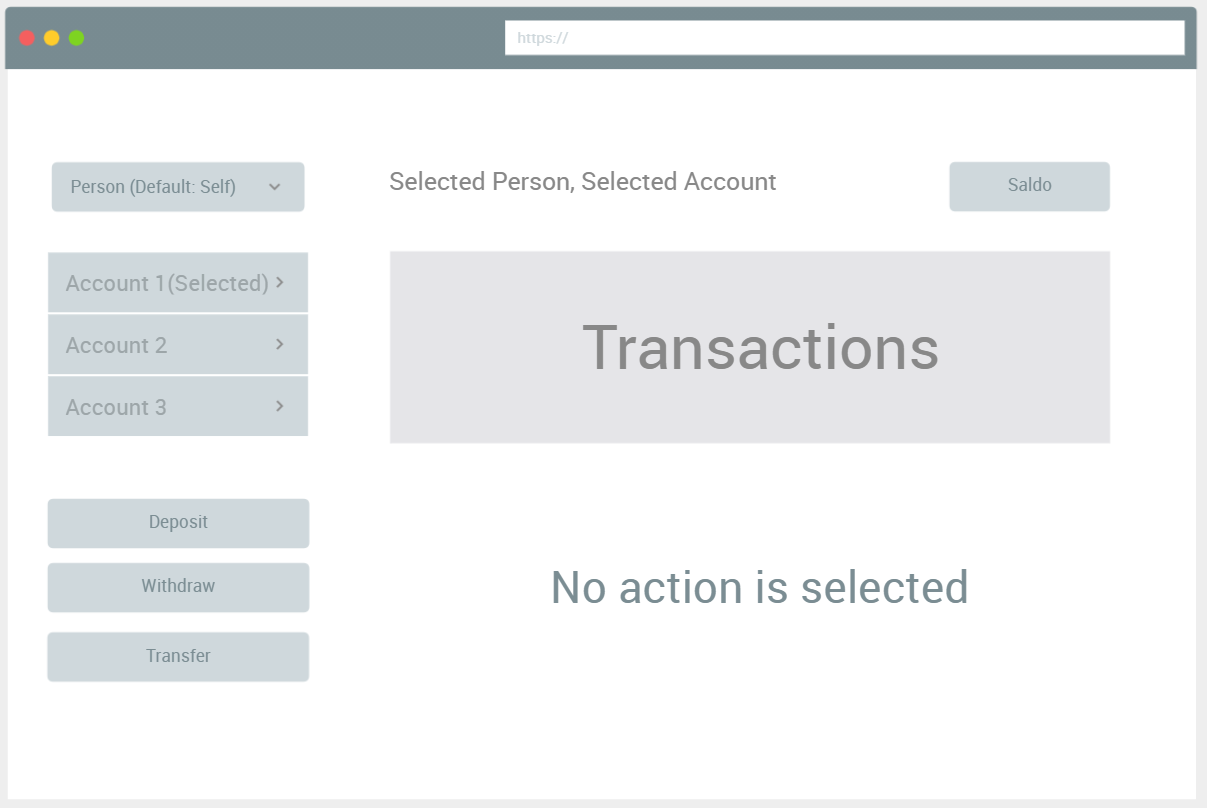 https://
Person (Default: Self)
Selected Person, Selected Account
Saldo
Account 1(Selected)
Account 2
Account 3
Transactions
Deposit
Withdraw
Transfer
No action is selected